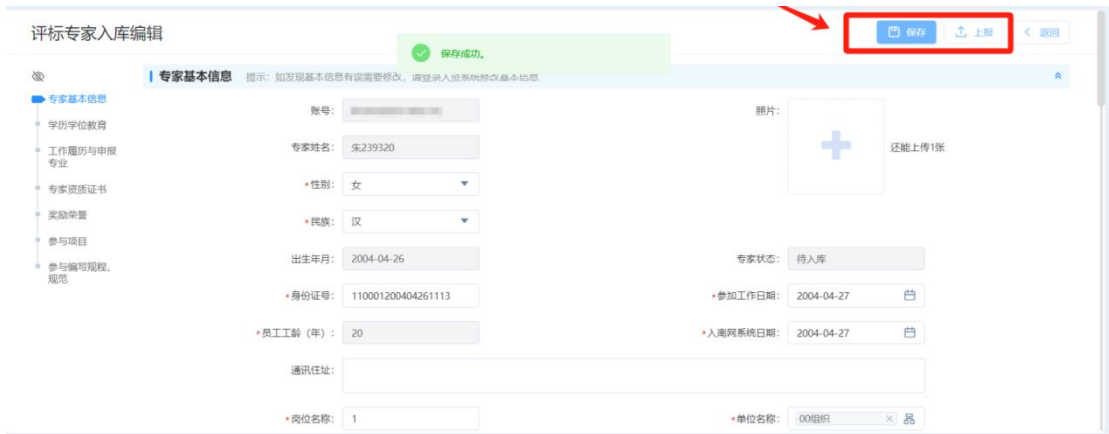 评标专家入库编辑
保存
上报
返回
保存成功。
专家基本信息 提示:如发现基本信息有误需要修改,请登录人资系统修改基本信息
专家基本信息
学历学位教育
工作履历与申报
专业
专家资质证书
奖励荣誉
参与项目
参与编写规程、
规范
账号:
照片:
还能上传1张
专家姓名: 朱239320
*性别: 女
*民族: 汉
出生年月: 2004-04-26
专家状态: 待入库
*身份证号: 110001200404261113
*参加工作日期: 2004-04-27
*员工工龄(年): 20
*入南网系统日期: 2004-04-27
通讯住址:
*岗位名称: 1
*单位名称: 00组织